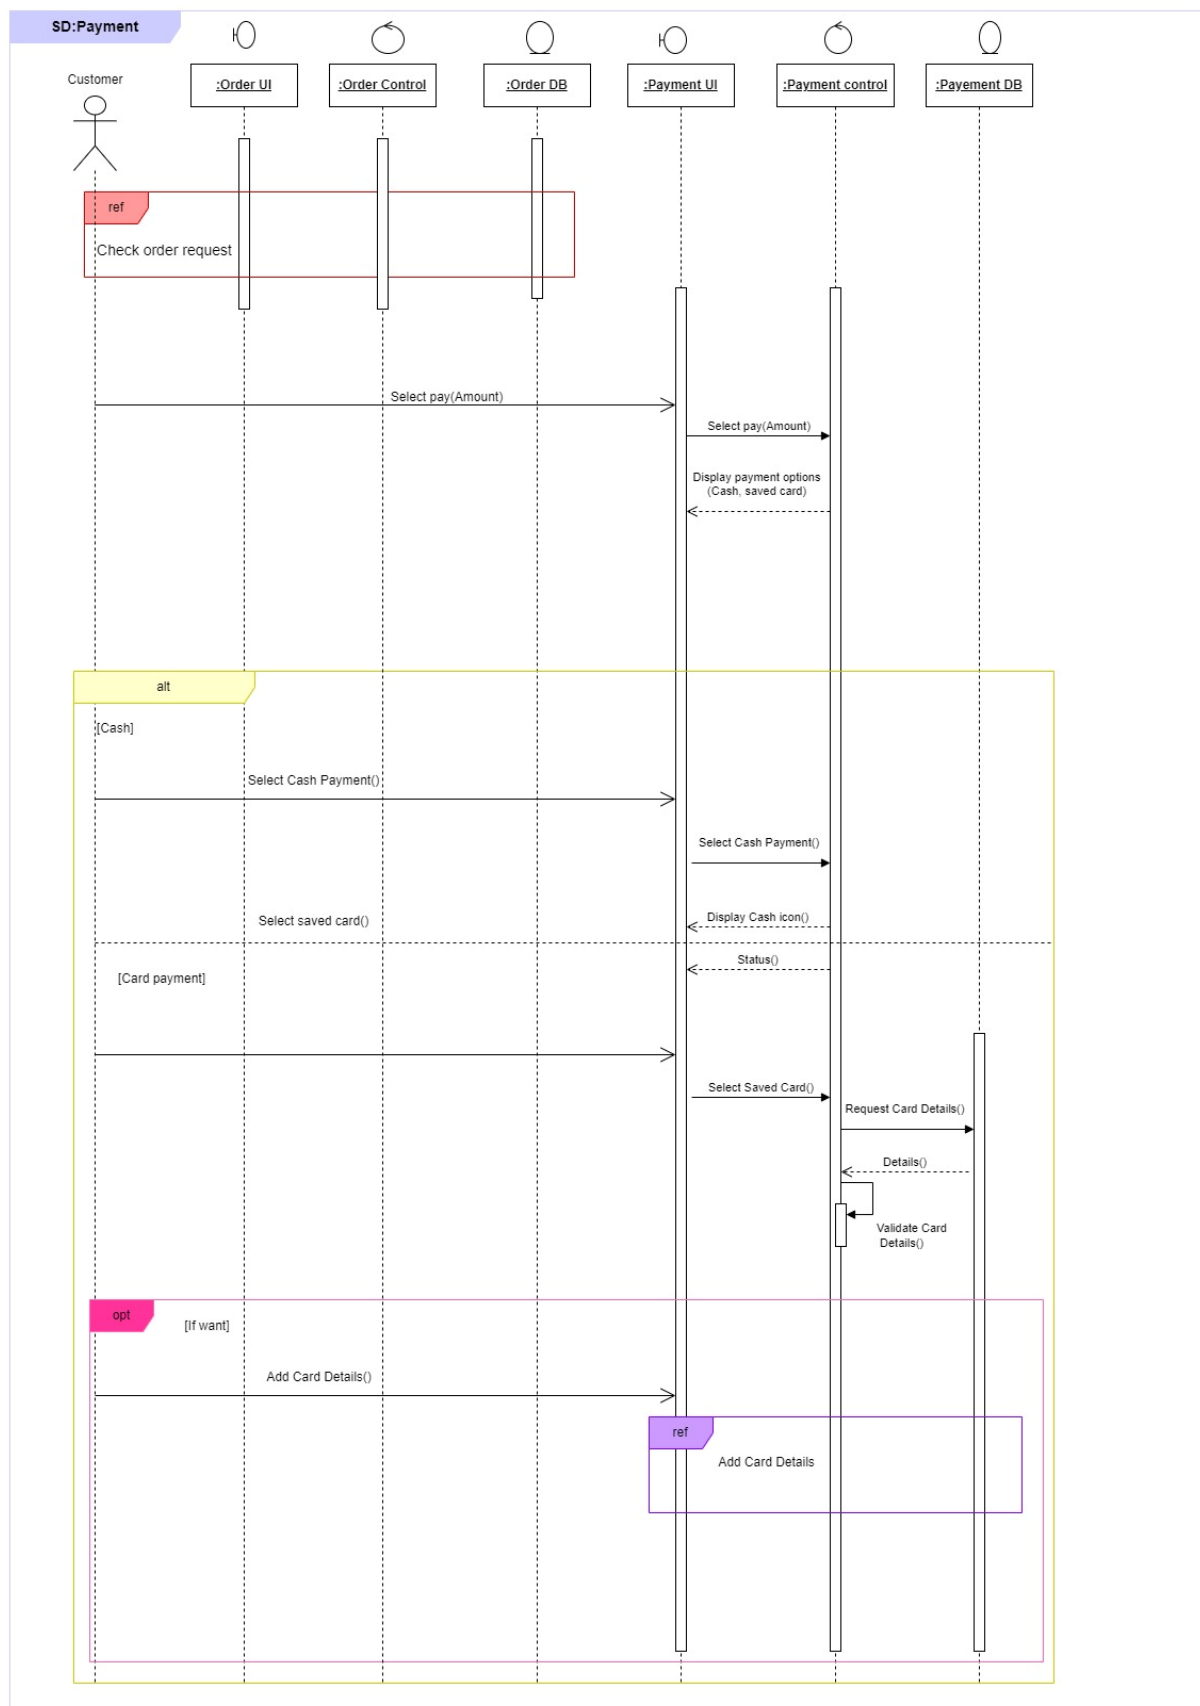 SD:Payment
Customer
:Order UI
:Order Control
:Order DB
:Payment UI
:Payment control
:Payement DB
ref
Check order request
Select pay(Amount)
Select pay(Amount)
Display payment options
(Cash, saved card)
alt
[Cash]
Select Cash Payment()
Select Cash Payment()
Display Cash icon()
Select saved card()
Status()
[Card payment]
Select Saved Card()
Request Card Details()
Details()
Validate Card
Details()
opt
[If want]
Add Card Details()
ref
Add Card Details